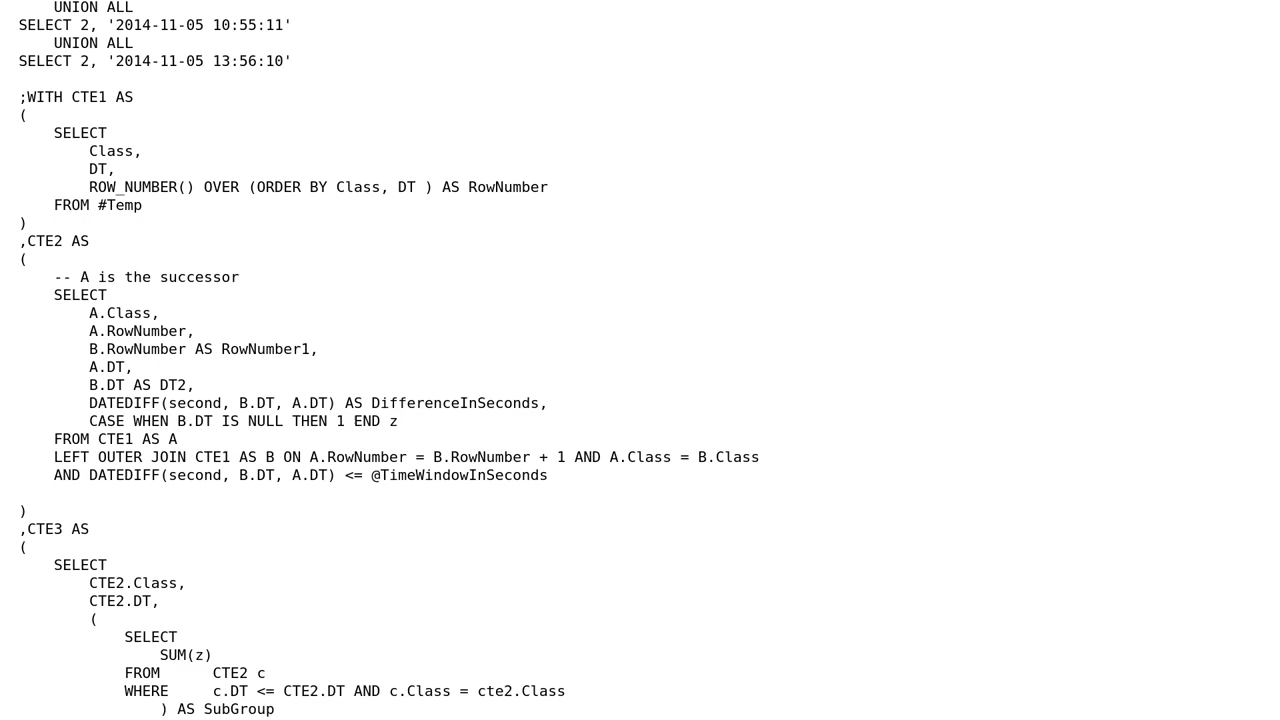 UNION ALL
SELECT 2, '2014-11-05 10:55:11'
    UNION ALL
SELECT 2, '2014-11-05 13:56:10'

;WITH CTE1 AS
(
    SELECT
        Class,
        DT,
        ROW_NUMBER() OVER (ORDER BY Class, DT ) AS RowNumber
    FROM #Temp
)
,CTE2 AS
(
    -- A is the successor
    SELECT
        A.Class,
        A.RowNumber,
        B.RowNumber AS RowNumber1,
        A.DT,
        B.DT AS DT2,
        DATEDIFF(second, B.DT, A.DT) AS DifferenceInSeconds,
        CASE WHEN B.DT IS NULL THEN 1 END z
    FROM CTE1 AS A
    LEFT OUTER JOIN CTE1 AS B ON A.RowNumber = B.RowNumber + 1 AND A.Class = B.Class
    AND DATEDIFF(second, B.DT, A.DT) <= @TimeWindowInSeconds

)
,CTE3 AS
(
    SELECT
        CTE2.Class,
        CTE2.DT,
        (
            SELECT
                SUM(z)
            FROM      CTE2 c
            WHERE     c.DT <= CTE2.DT AND c.Class = cte2.Class
                ) AS SubGroup